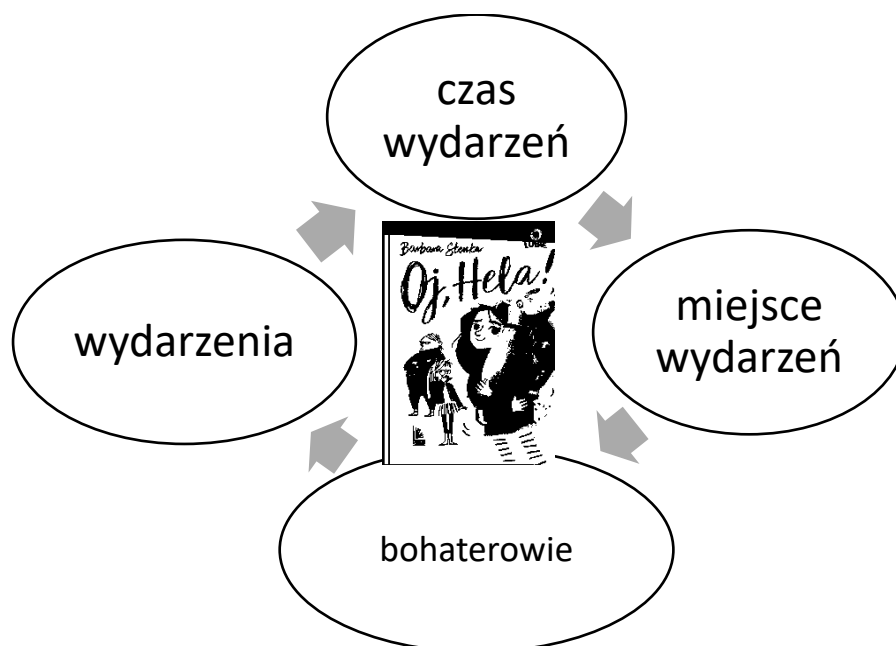 czas
wydarzeń
Barbara Stenka
Oj, Hela!
wydarzenia
miejsce
wydarzeń
bohaterowie